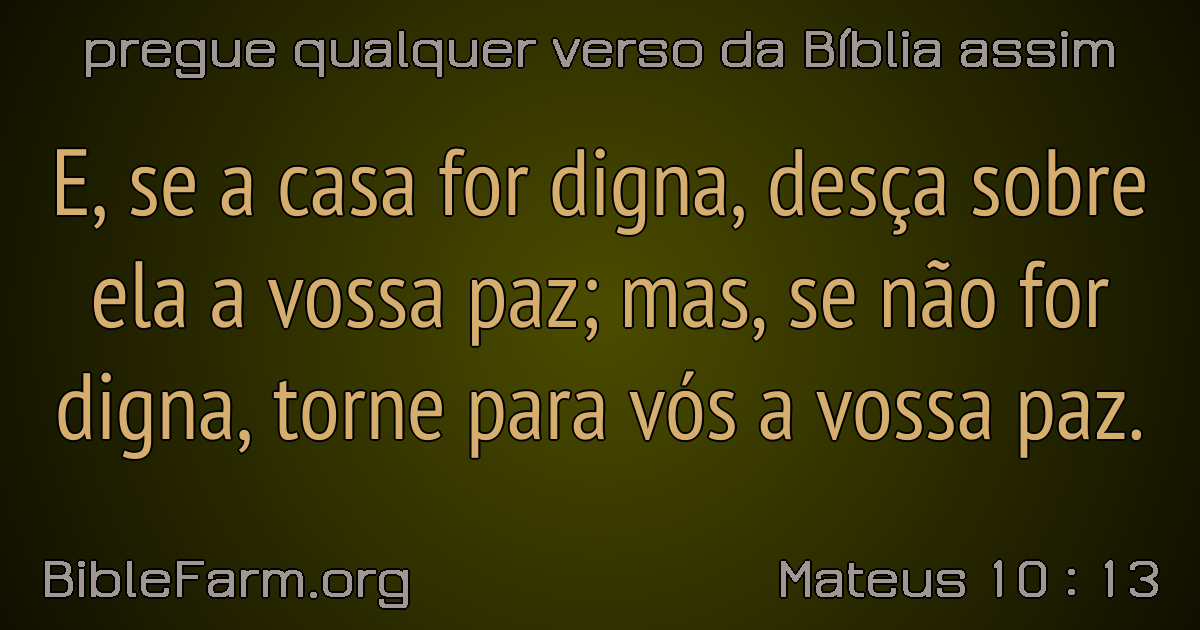 pregue qualquer verso da Bíblia assim
E, se a casa for digna, desça sobre
ela a vossa paz; mas, se não for
digna, torne para vós a vossa paz.
BibleFarm.org
Mateus 10 : 13